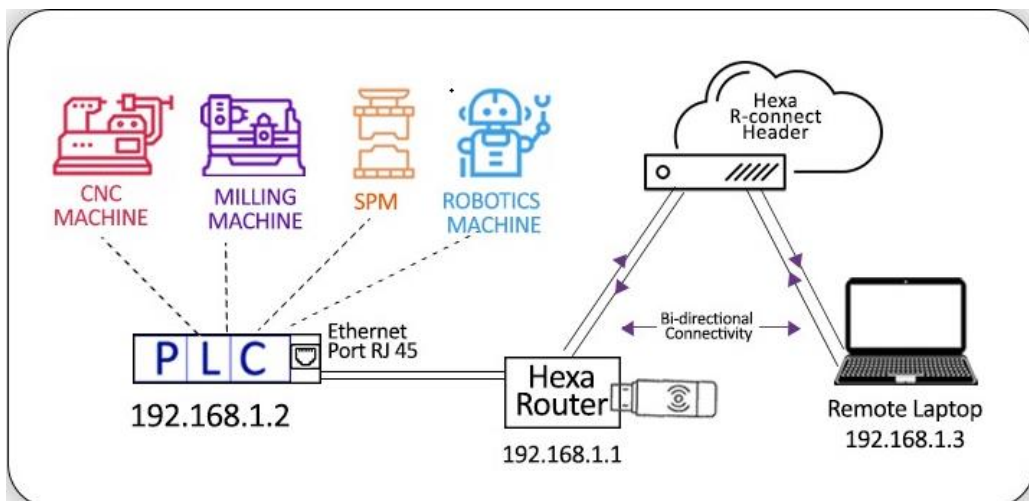 CNC
MACHINE
MILLING
MACHINE
SPM
ROBOTICS
MACHINE
Hexa
R-connect
Header
PLC
Ethernet
Port RJ 45
192.168.1.2
Hexa
Router
192.168.1.1
Bi-directional
Connectivity
Remote Laptop
192.168.1.3